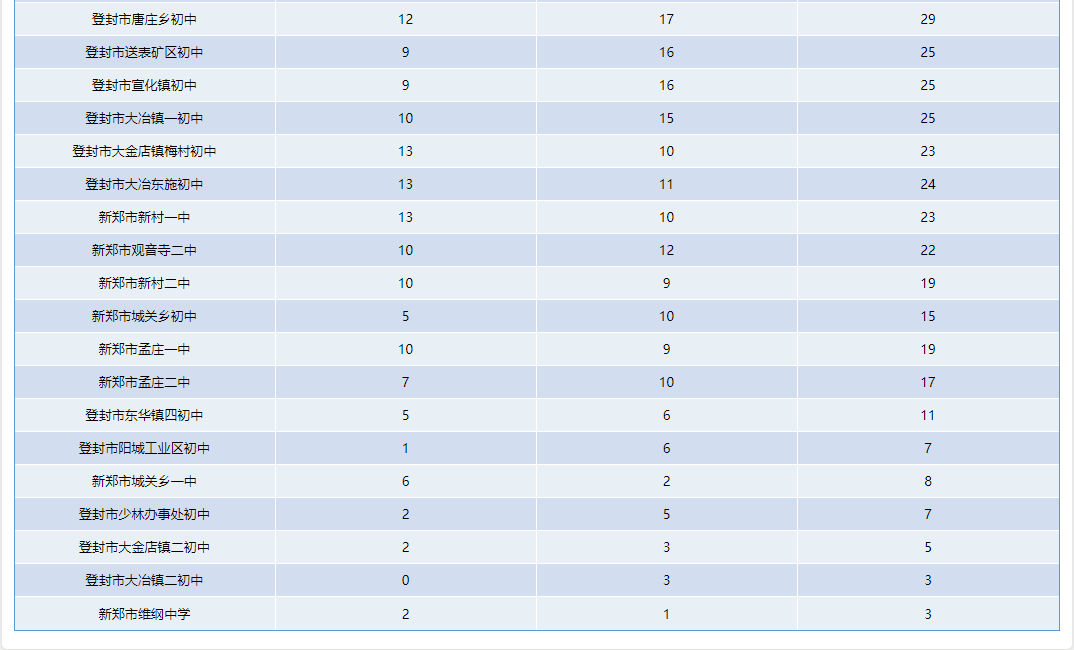 登封市唐庄乡初中 12 17 29
登封市送表矿区初中 9 16 25
登封市宣化镇初中 9 16 25
登封市大冶镇一初中 10 15 25
登封市大金店镇梅村初中 13 10 23
登封市大冶东施初中 13 11 24
新郑市新村一中 13 10 23
新郑市观音寺二中 10 12 22
新郑市新村二中 10 9 19
新郑市城关乡初中 5 10 15
新郑市孟庄一中 10 9 19
新郑市孟庄二中 7 10 17
登封市东华镇四初中 5 6 11
登封市阳城工业区初中 1 6 7
新郑市城关乡一中 6 2 8
登封市少林办事处初中 2 5 7
登封市大金店镇二初中 2 3 5
登封市大冶镇二初中 0 3 3
新郑市维纲中学 2 1 3